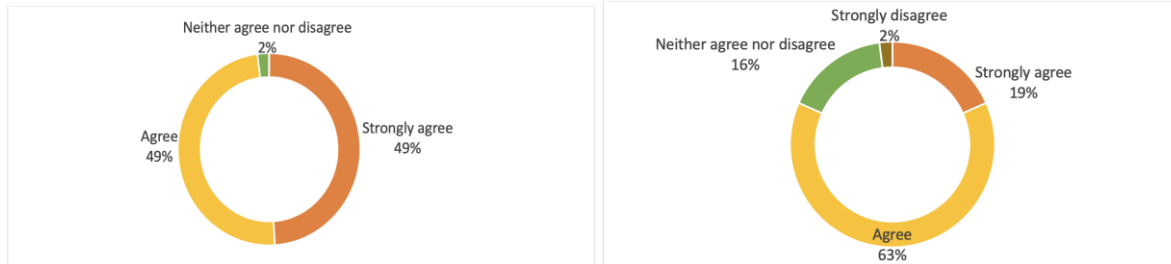 Neither agree nor disagree
2%
Agree
49%
Strongly agree
49%
Strongly disagree
2%
Neither agree nor disagree
16%
Strongly agree
19%
Agree
63%